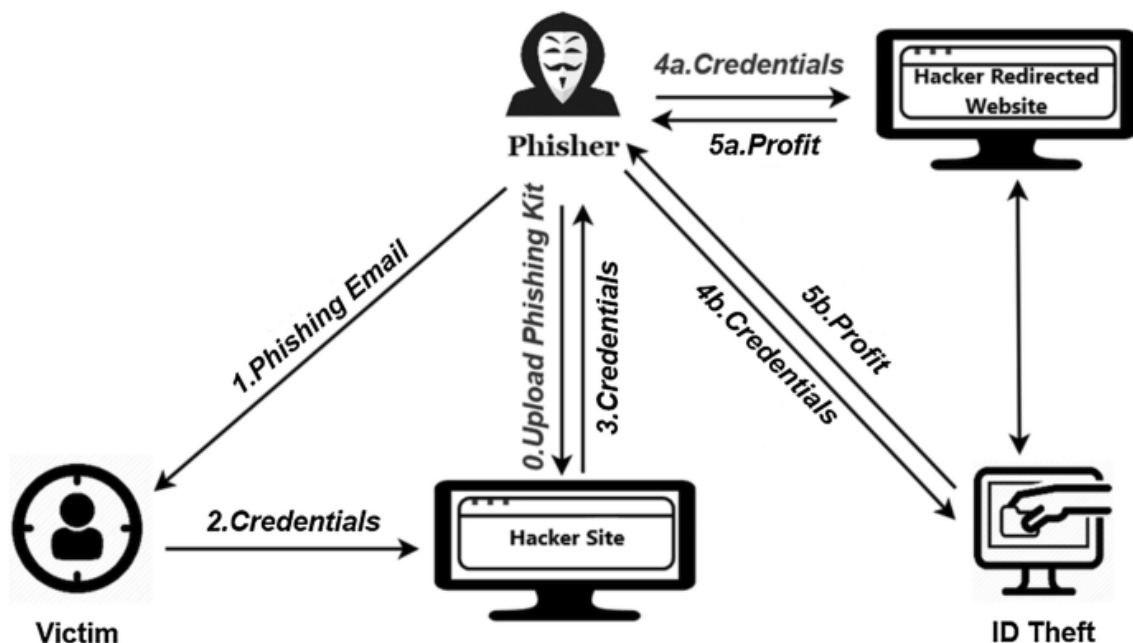 4a.Credentials
Hacker Redirected
Website
5a.Profit
Phisher
1.Phishing Email
0.Upload Phishing Kit
3.Credentials
4b.Credentials
5b.Profit
2.Credentials
Hacker Site
Victim
ID Theft